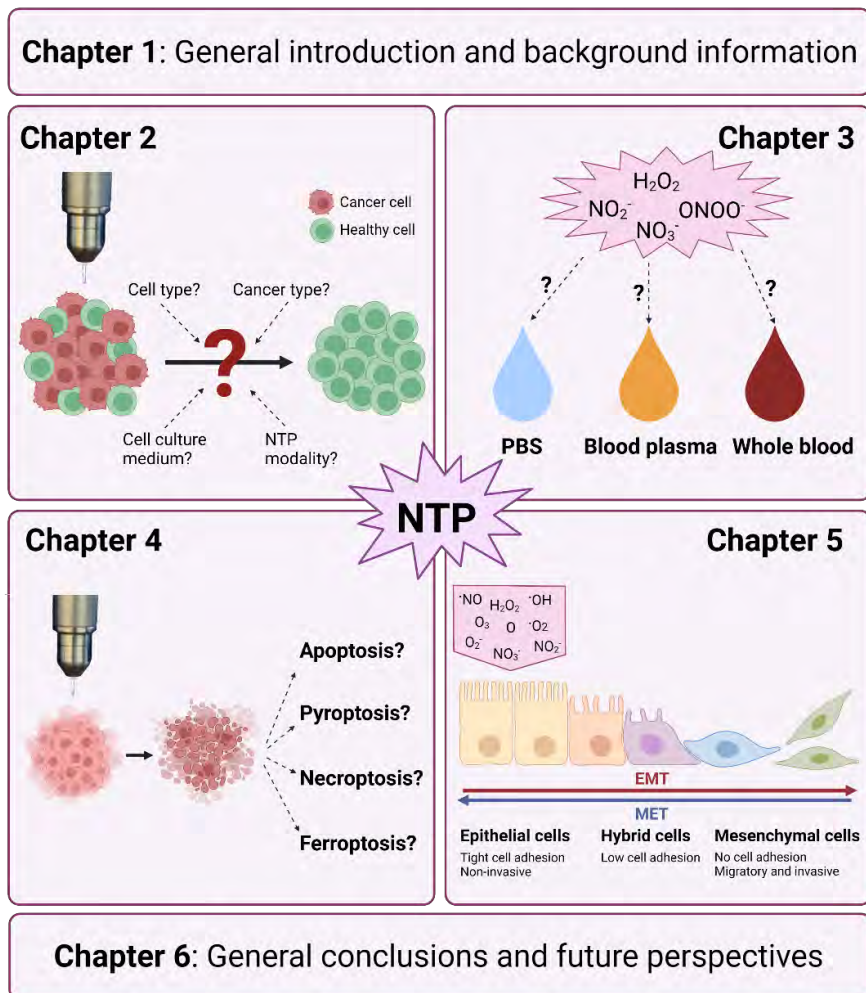 Chapter 1: General introduction and background information
Chapter 2
Cancer cell
Healthy cell
Cell type?
Cancer type?
?
Cell culture
medium?
NTP
modality?
Chapter 3
H₂O₂
NO₂⁻
ONOO⁻
NO₃⁻
?
?
?
PBS
Blood plasma
Whole blood
NTP
Chapter 4
Apoptosis?
Pyroptosis?
Necroptosis?
Ferroptosis?
Chapter 5
·NO
H₂O₂
·OH
O₃
O
·O2
O₂⁻
NO₃⁻
NO₂⁻
EMT
MET
Epithelial cells
Tight cell adhesion
Non-invasive
Hybrid cells
Low cell adhesion
Mesenchymal cells
No cell adhesion
Migratory and invasive
Chapter 6: General conclusions and future perspectives